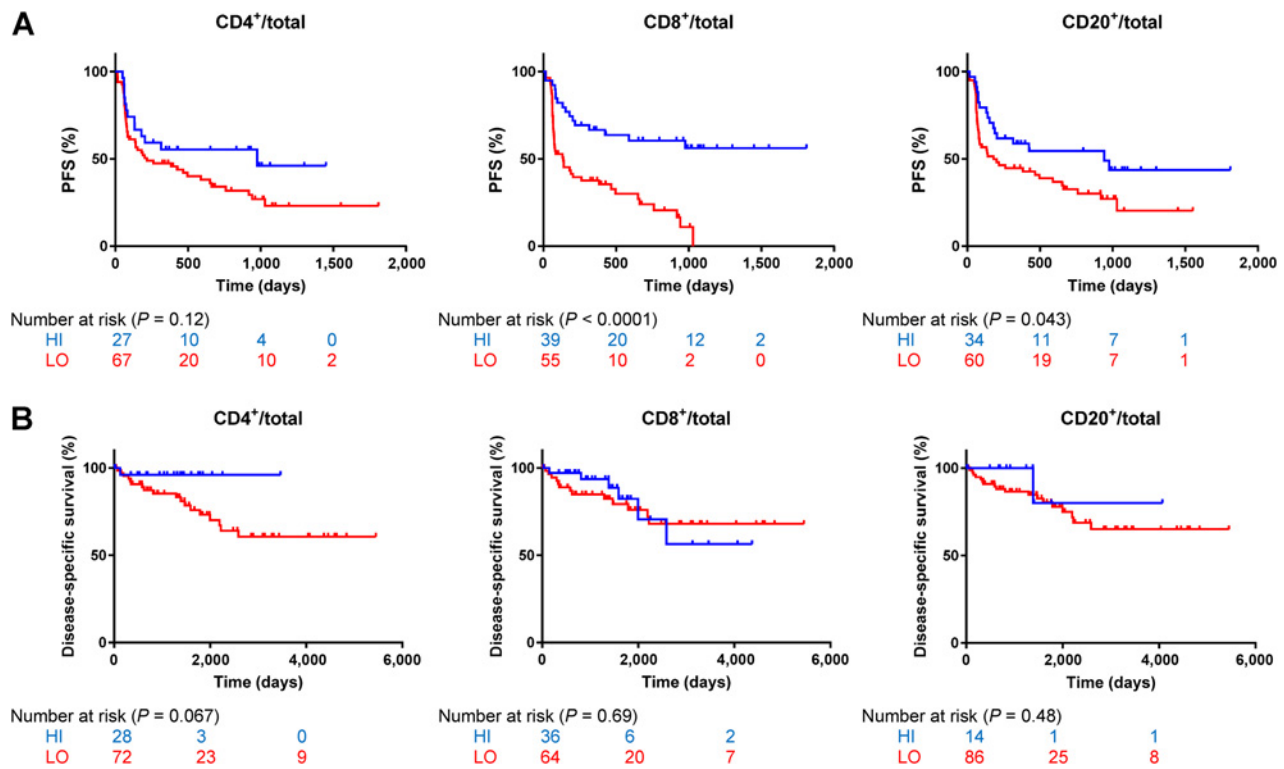 A
CD4⁺/total
CD8⁺/total
CD20⁺/total
PFS (%)
100
50
0
0 500 1,000 1,500 2,000
Time (days)
PFS (%)
100
50
0
0 500 1,000 1,500 2,000
Time (days)
PFS (%)
100
50
0
0 500 1,000 1,500 2,000
Time (days)
Number at risk (P = 0.12)
HI 27 10 4 0
LO 67 20 10 2
Number at risk (P < 0.0001)
HI 39 20 12 2
LO 55 10 2 0
Number at risk (P = 0.043)
HI 34 11 7 1
LO 60 19 7 1
B
CD4⁺/total
CD8⁺/total
CD20⁺/total
Disease-specific survival (%)
100
50
0
0 2,000 4,000 6,000
Time (days)
Disease-specific survival (%)
100
50
0
0 2,000 4,000 6,000
Time (days)
Disease-specific survival (%)
100
50
0
0 2,000 4,000 6,000
Time (days)
Number at risk (P = 0.067)
HI 28 3 0
LO 72 23 9
Number at risk (P = 0.69)
HI 36 6 2
LO 64 20 7
Number at risk (P = 0.48)
HI 14 1 1
LO 86 25 8